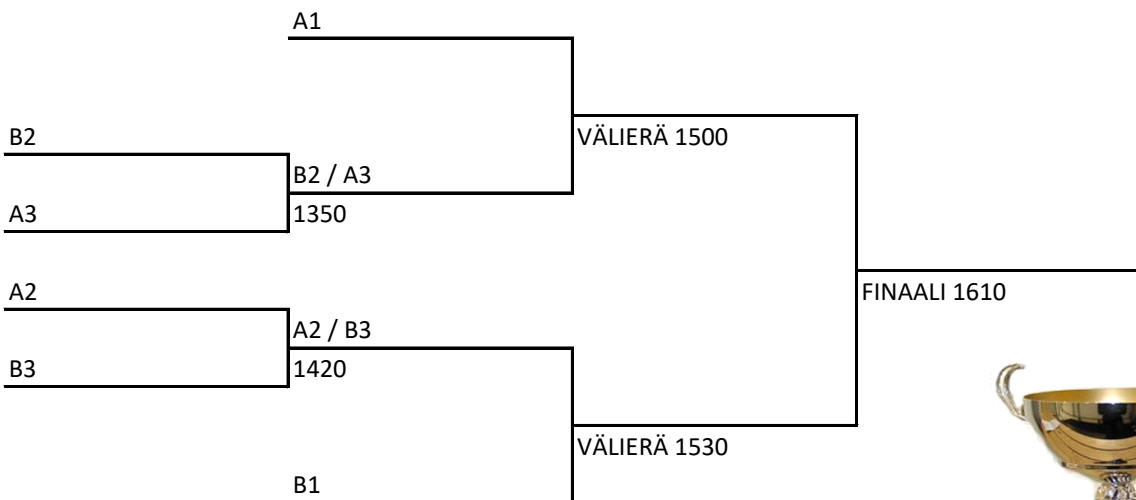 A1
B2
VÄLIERÄ 1500
B2 / A3
A3
1350
A2
FINAALI 1610
A2 / B3
B3
1420
VÄLIERÄ 1530
B1